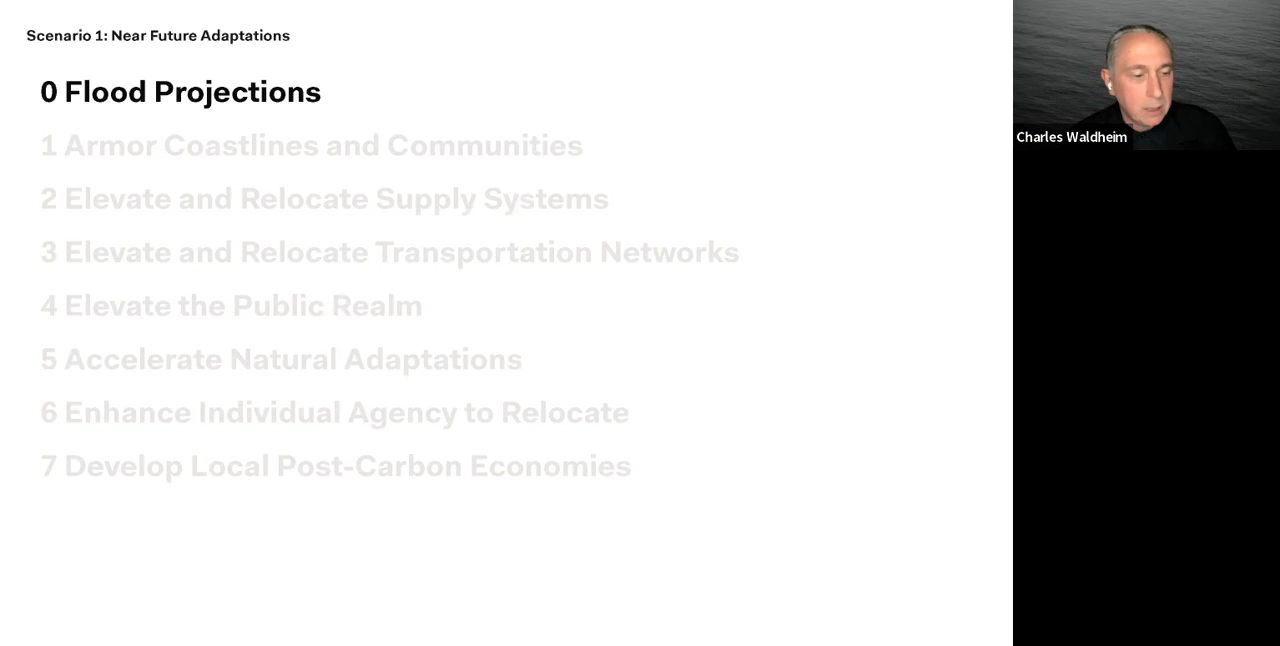 Scenario 1: Near Future Adaptations
0 Flood Projections
1 Armor Coastlines and Communities
2 Elevate and Relocate Supply Systems
3 Elevate and Relocate Transportation Networks
4 Elevate the Public Realm
5 Accelerate Natural Adaptations
6 Enhance Individual Agency to Relocate
7 Develop Local Post-Carbon Economies
Charles Waldheim